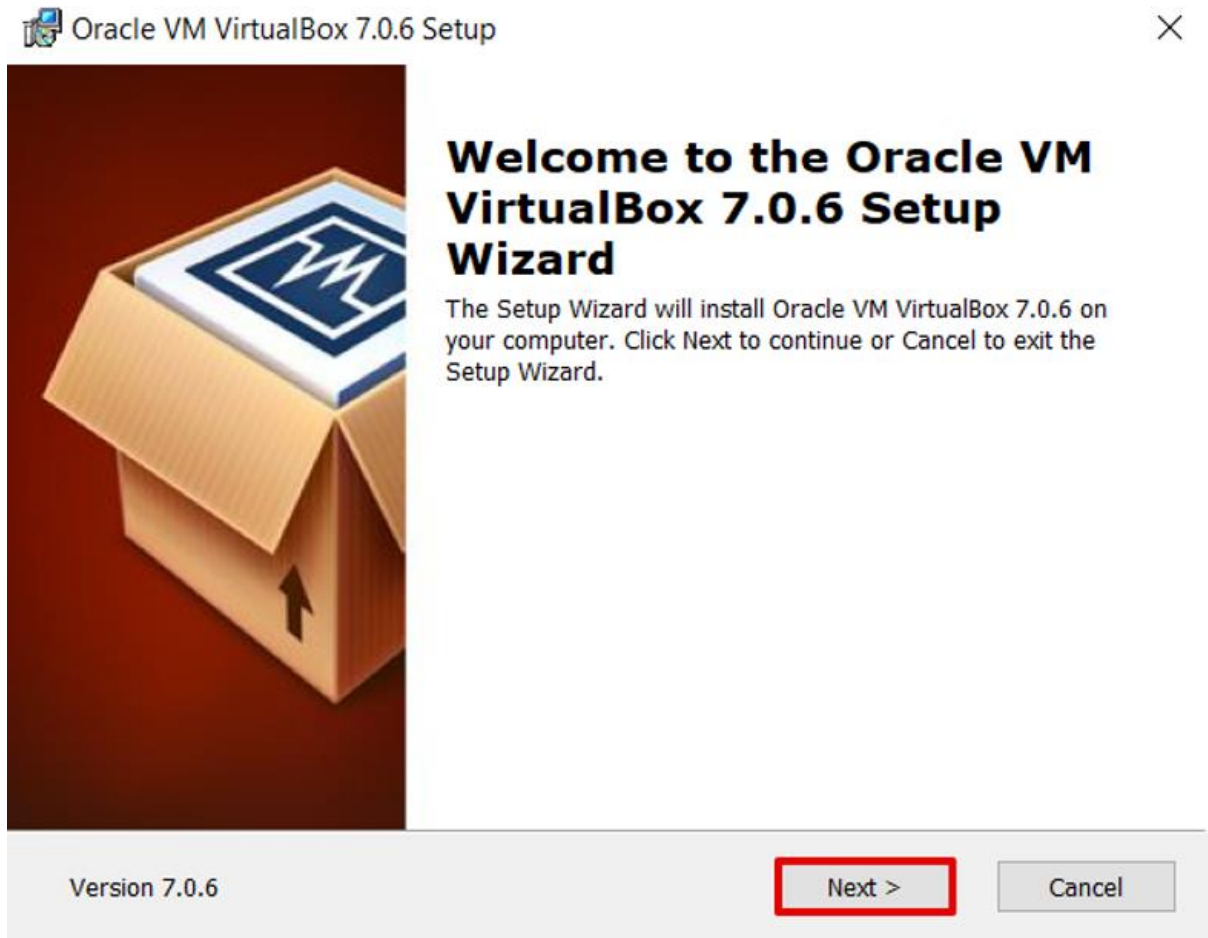 Oracle VM VirtualBox 7.0.6 Setup
Welcome to the Oracle VM
VirtualBox 7.0.6 Setup
Wizard
The Setup Wizard will install Oracle VM VirtualBox 7.0.6 on
your computer. Click Next to continue or Cancel to exit the
Setup Wizard.
Version 7.0.6
Next >
Cancel